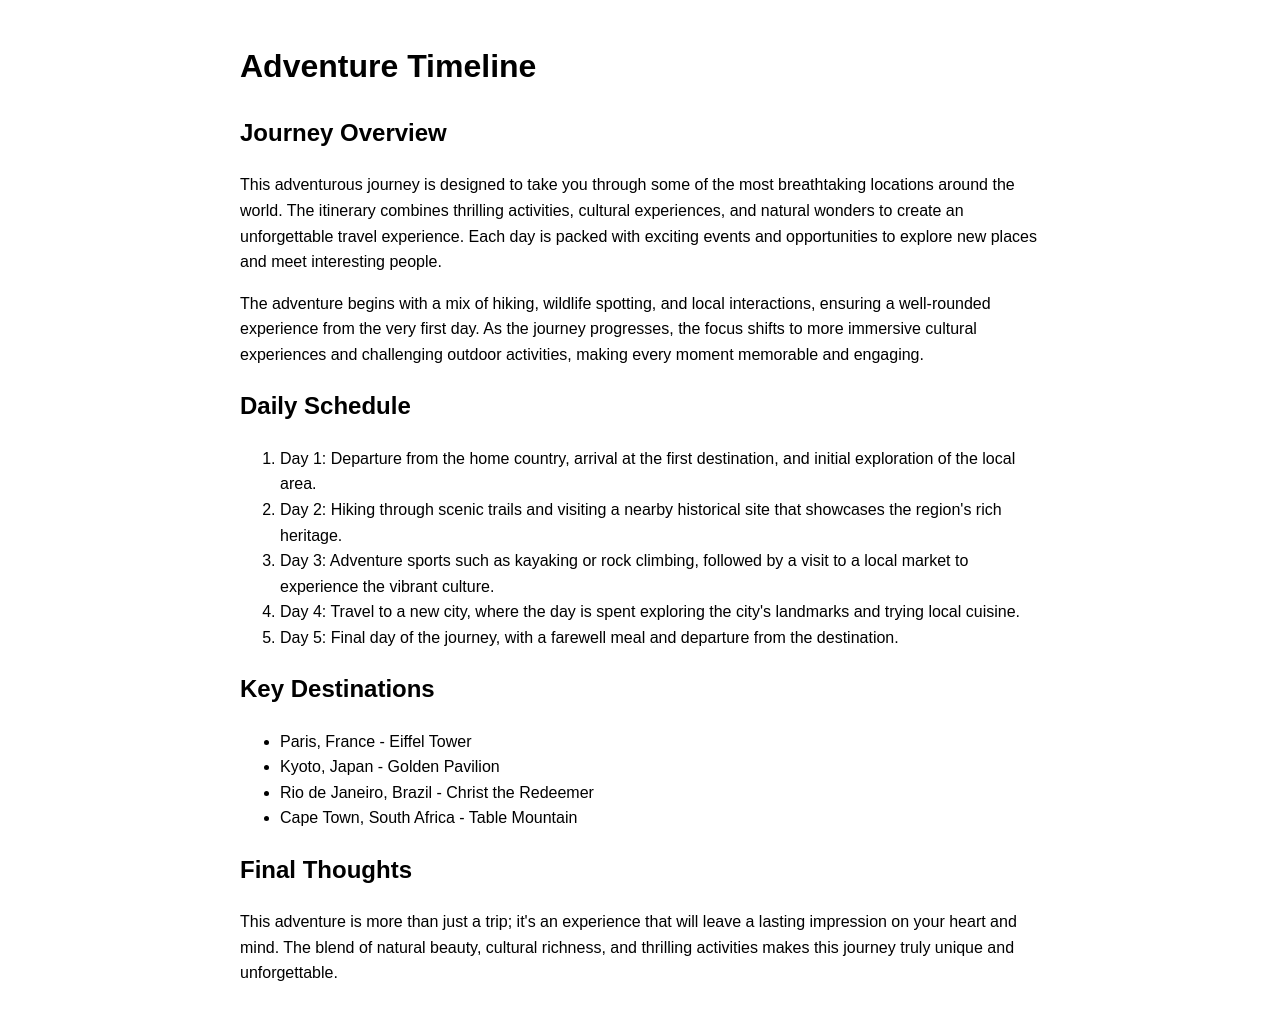 Adventure Timeline
Journey Overview
This adventurous journey is designed to take you through some of the most breathtaking locations around the
world. The itinerary combines thrilling activities, cultural experiences, and natural wonders to create an
unforgettable travel experience. Each day is packed with exciting events and opportunities to explore new places
and meet interesting people.
The adventure begins with a mix of hiking, wildlife spotting, and local interactions, ensuring a well-rounded
experience from the very first day. As the journey progresses, the focus shifts to more immersive cultural
experiences and challenging outdoor activities, making every moment memorable and engaging.
Daily Schedule
1. Day 1: Departure from the home country, arrival at the first destination, and initial exploration of the local
area.
2. Day 2: Hiking through scenic trails and visiting a nearby historical site that showcases the region's rich
heritage.
3. Day 3: Adventure sports such as kayaking or rock climbing, followed by a visit to a local market to
experience the vibrant culture.
4. Day 4: Travel to a new city, where the day is spent exploring the city's landmarks and trying local cuisine.
5. Day 5: Final day of the journey, with a farewell meal and departure from the destination.
Key Destinations
• Paris, France - Eiffel Tower
• Kyoto, Japan - Golden Pavilion
• Rio de Janeiro, Brazil - Christ the Redeemer
• Cape Town, South Africa - Table Mountain
Final Thoughts
This adventure is more than just a trip; it's an experience that will leave a lasting impression on your heart and
mind. The blend of natural beauty, cultural richness, and thrilling activities makes this journey truly unique and
unforgettable.